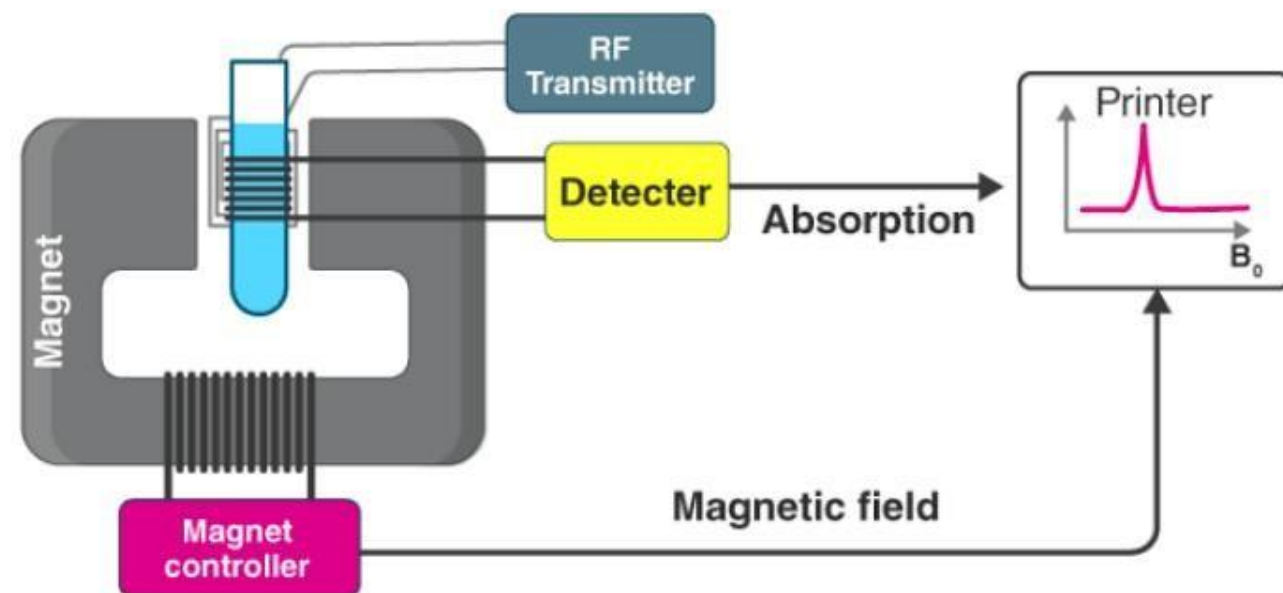 RF
Transmitter
Printer
B₀
Detecter
Absorption
Magnet
Magnetic field
Magnet
controller